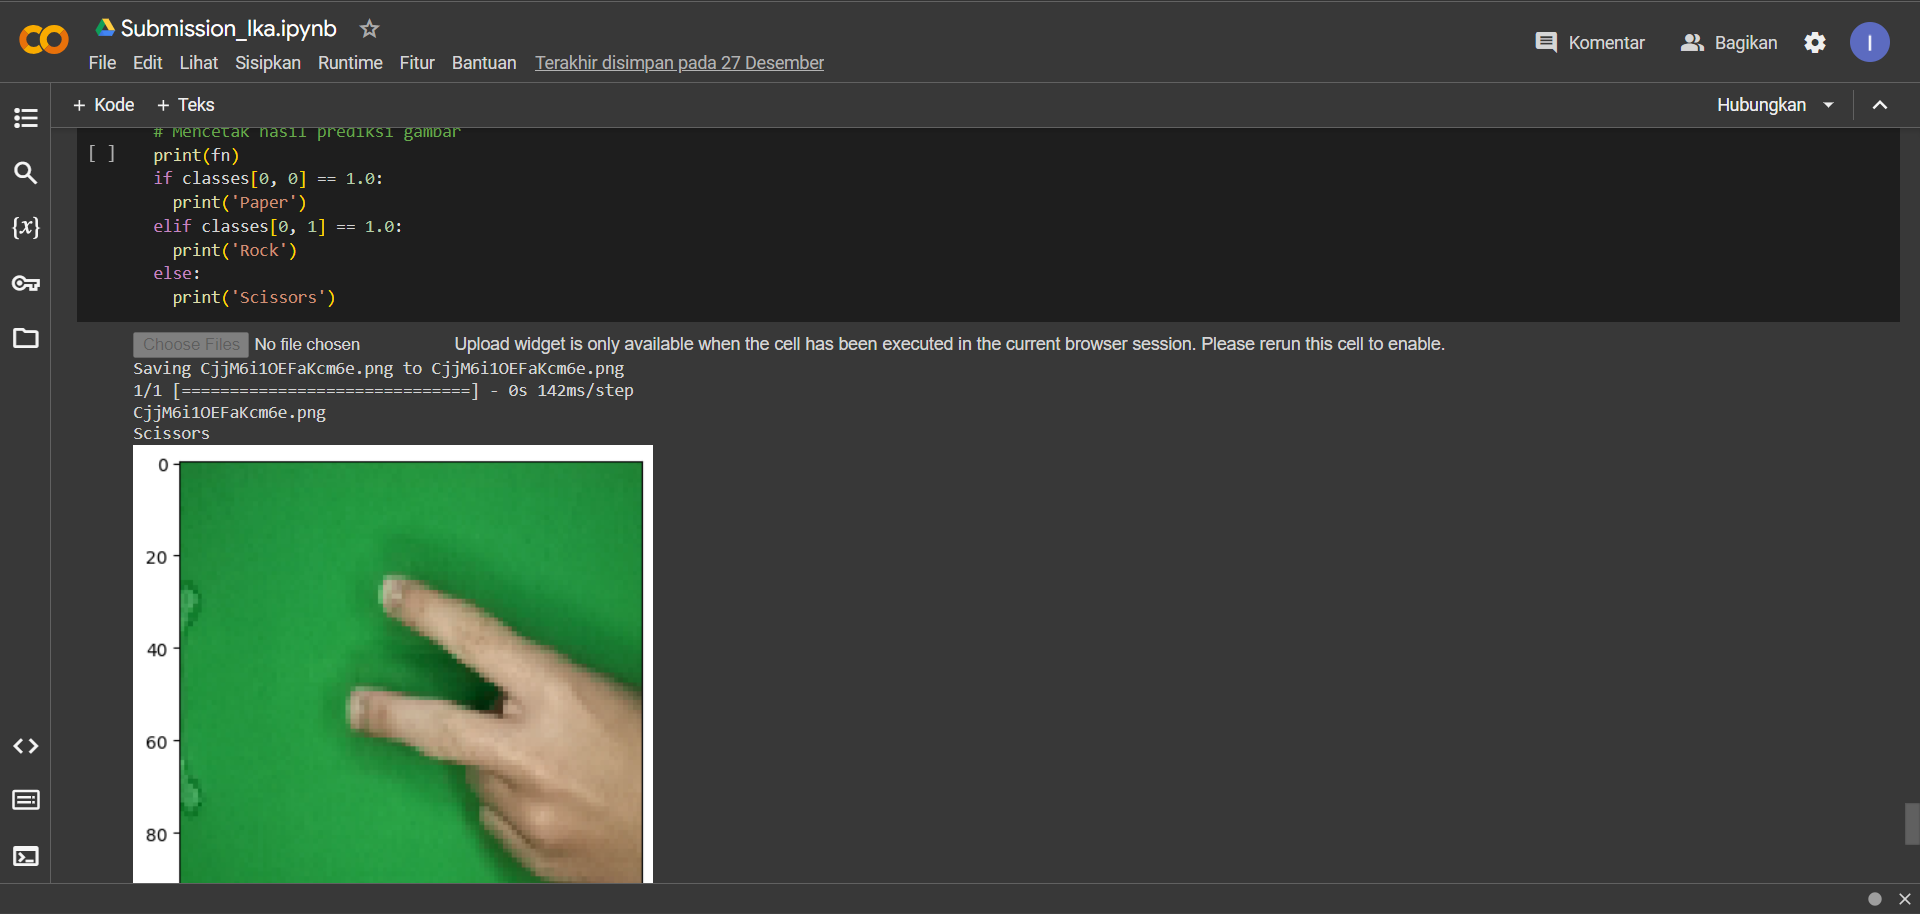 Submission_Ika.ipynb
File Edit Lihat Sisipkan Runtime Fitur Bantuan Terakhir disimpan pada 27 Desember
Komentar Bagikan I
+ Kode + Teks
Hubungkan
# Mencetak hasil prediksi gambar
[ ] print(fn)
if classes[0, 0] == 1.0:
print('Paper')
elif classes[0, 1] == 1.0:
print('Rock')
else:
print('Scissors')
{x}
Choose Files No file chosen Upload widget is only available when the cell has been executed in the current browser session. Please rerun this cell to enable.
Saving CjjM6i1OEFaKcm6e.png to CjjM6i1OEFaKcm6e.png
1/1 [==============================] - 0s 142ms/step
CjjM6i1OEFaKcm6e.png
Scissors
0
20
40
60
80